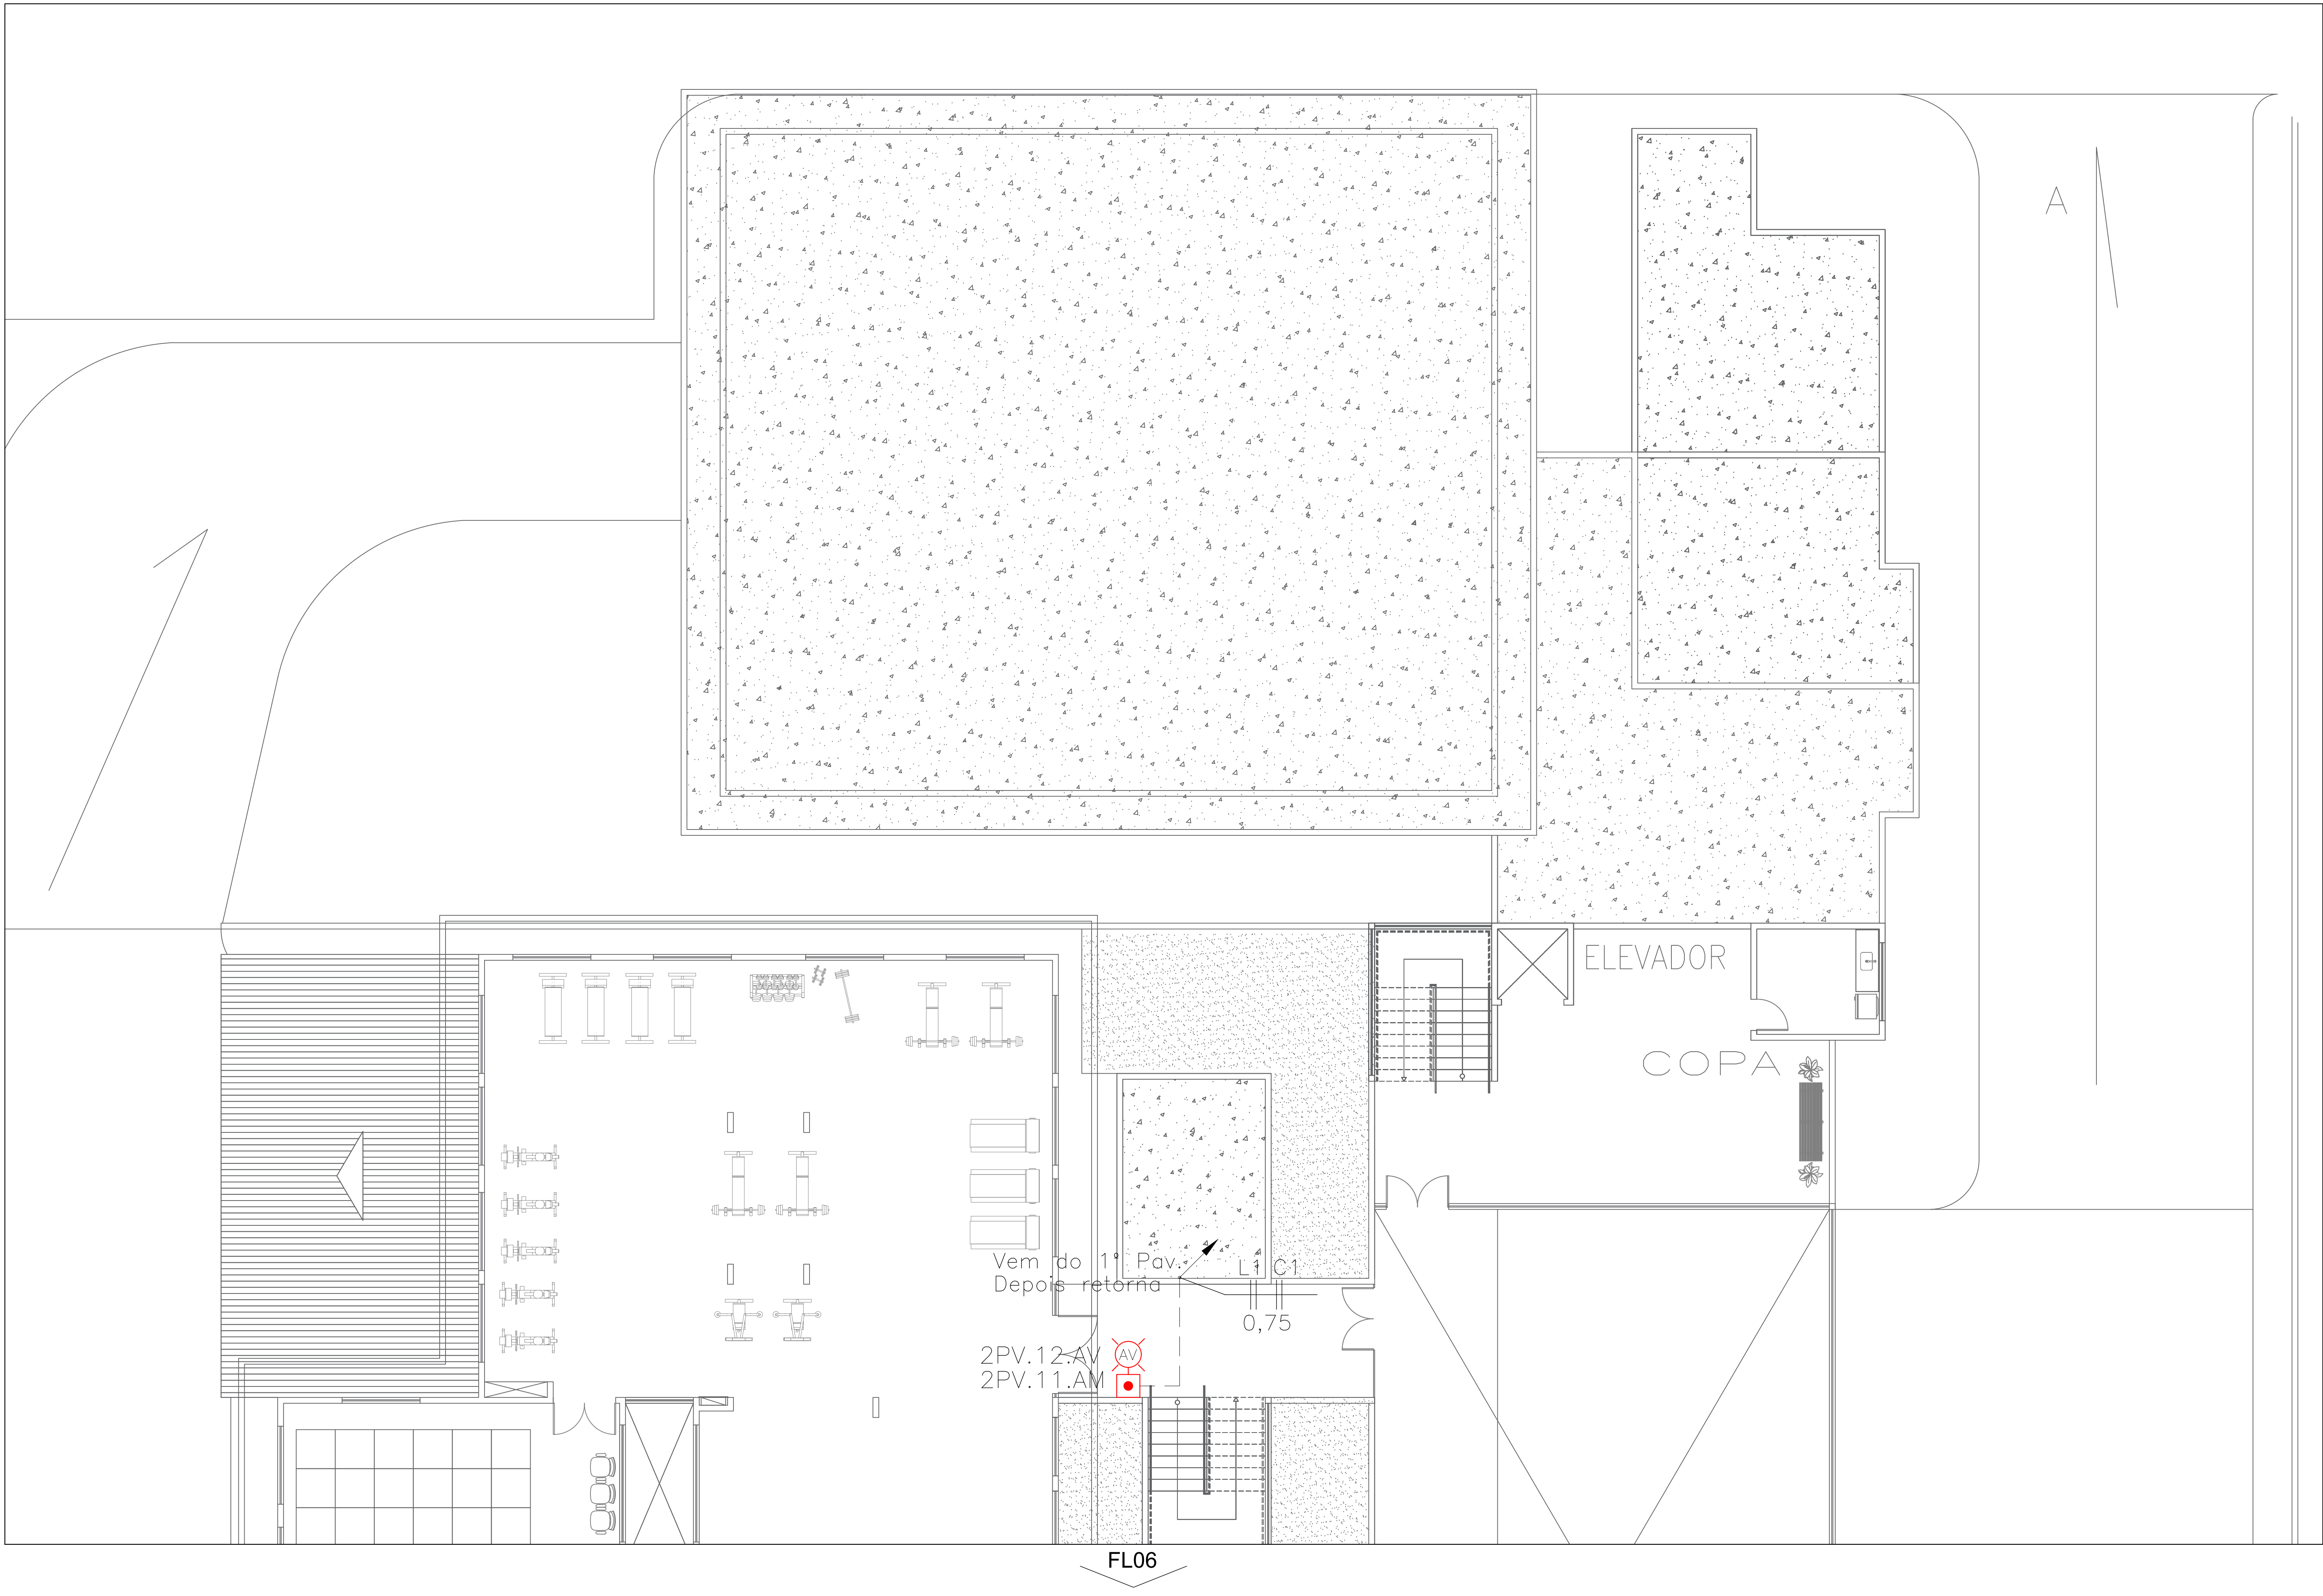 A
ELEVADOR
COPA
Vem do 1º Pav.
Depois retorna
L1 C1
0,75
2PV.12.AV
AV
2PV.11.AM
FL06